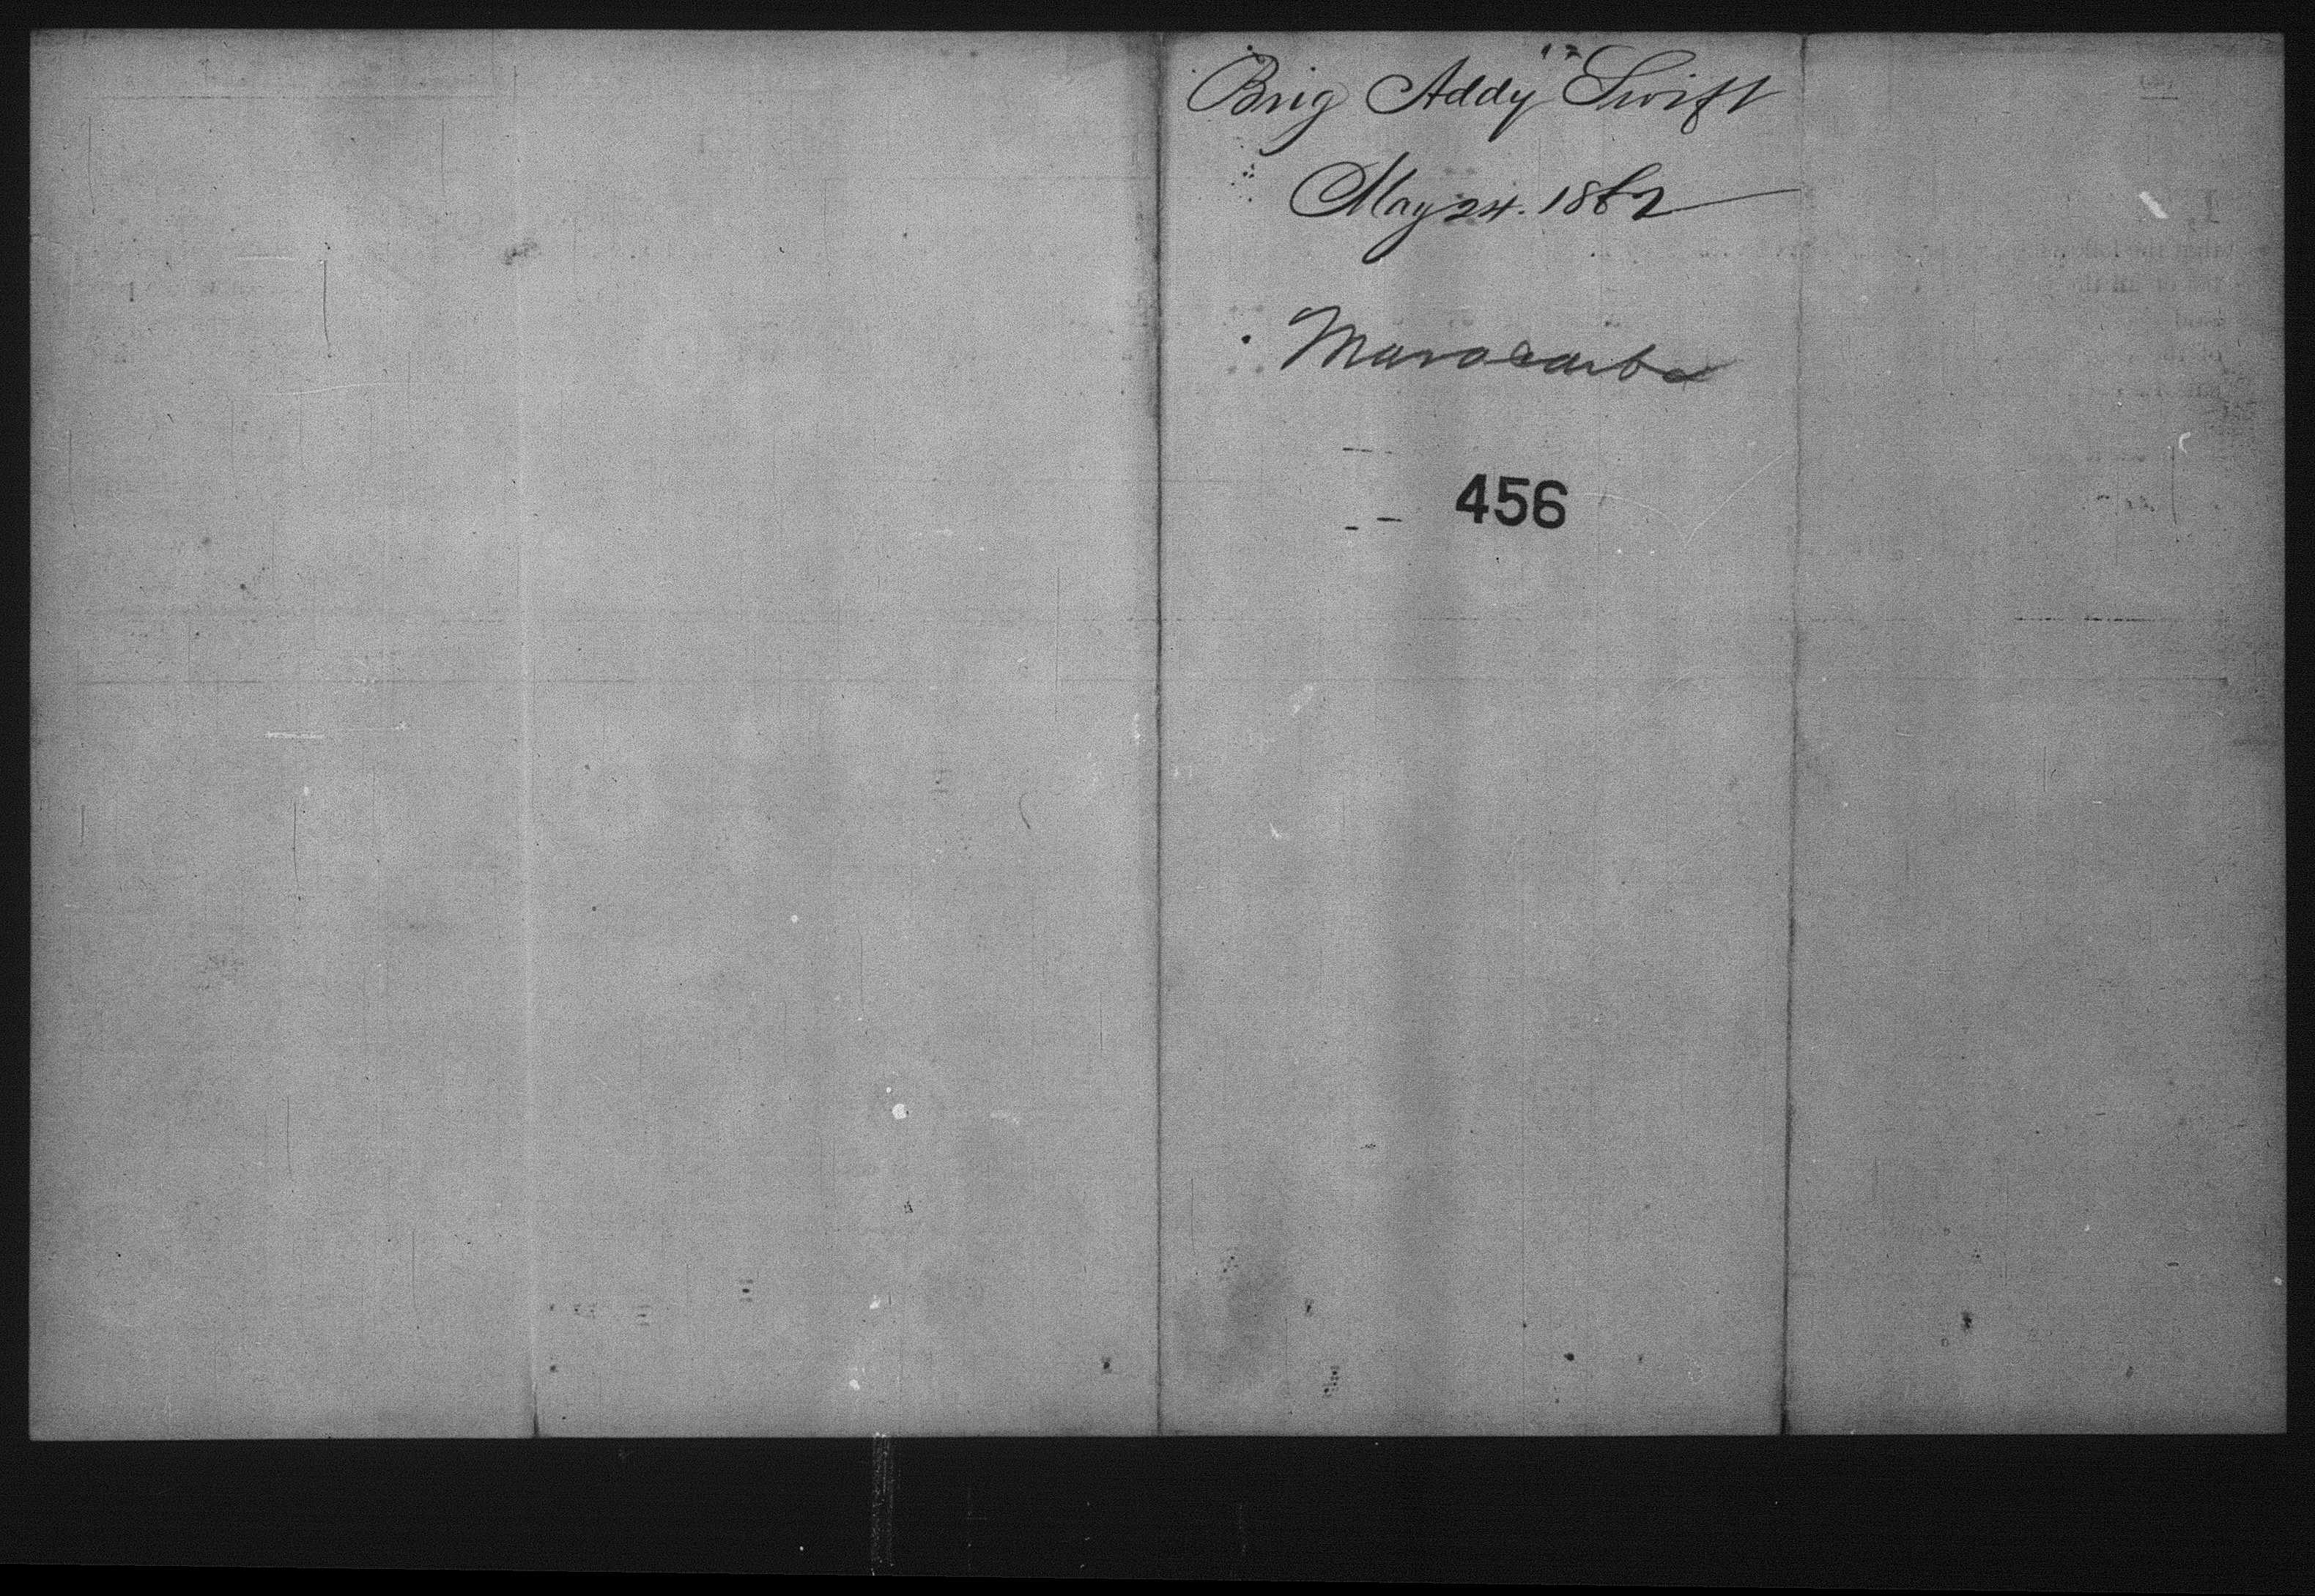 Brig Addy Swift
May 24. 1862
Maracaibo
456